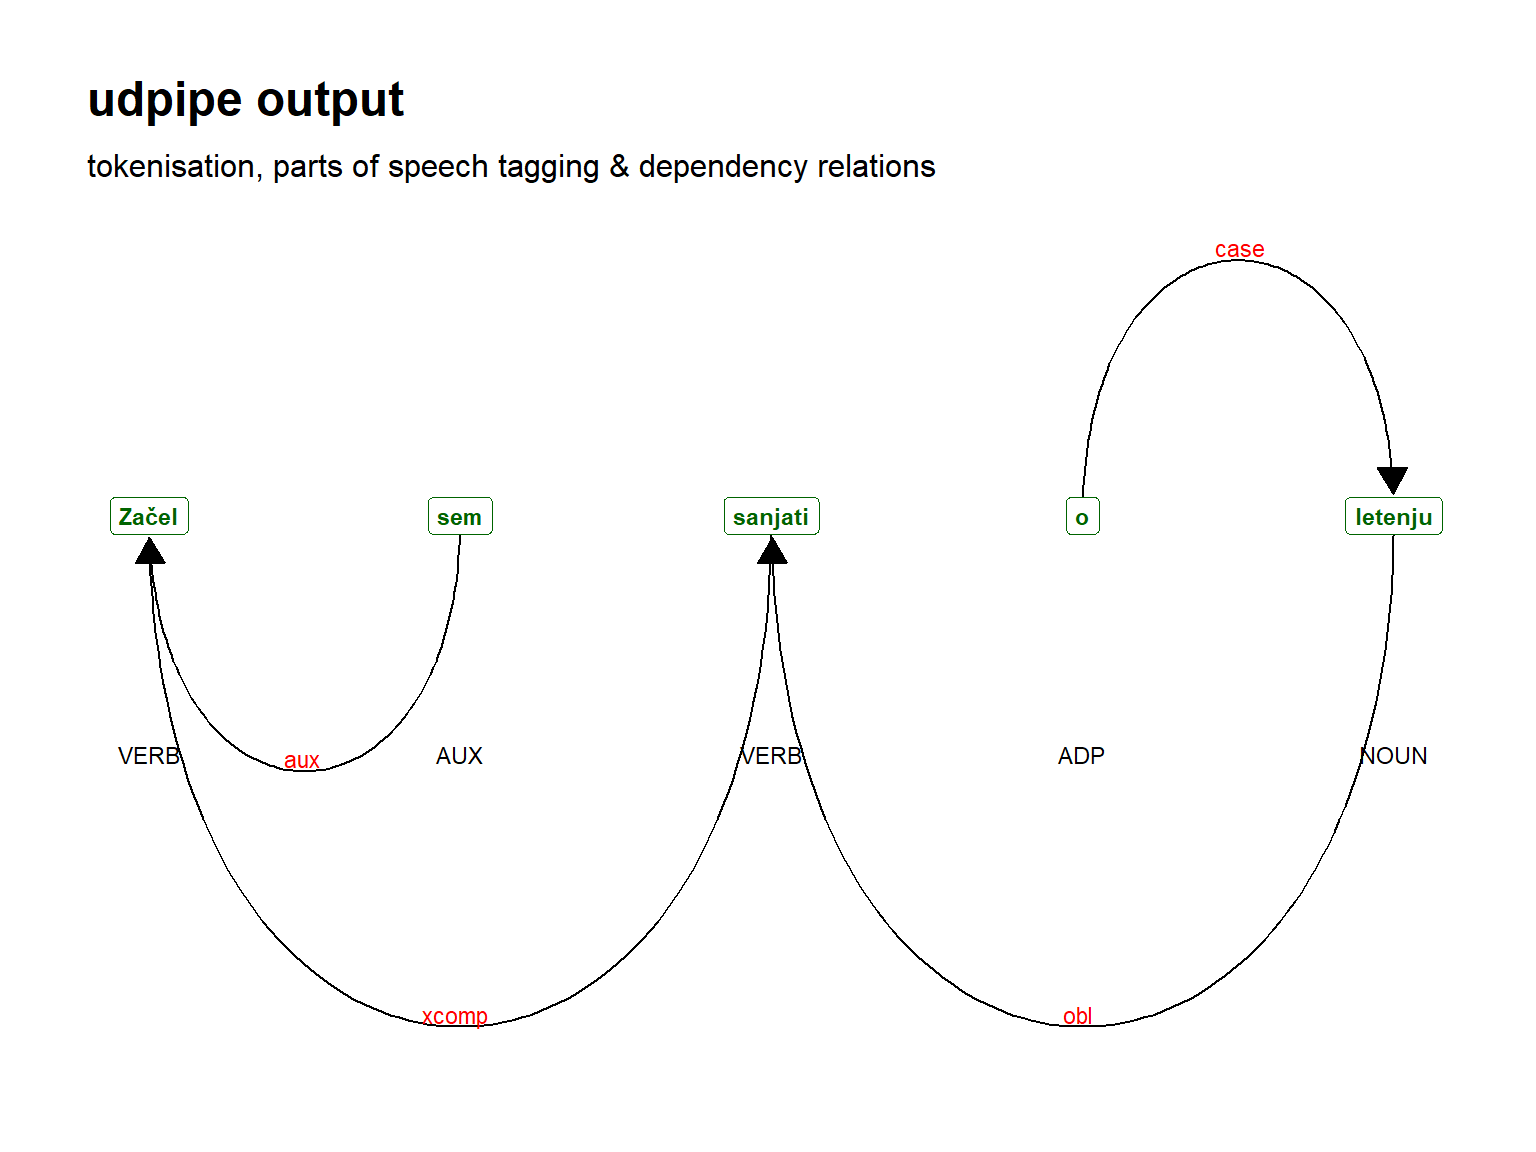 udpipe output
tokenisation, parts of speech tagging & dependency relations
case
Začel sem sanjati o letenju
VERB aux AUX VERB ADP NOUN
xcomp obl